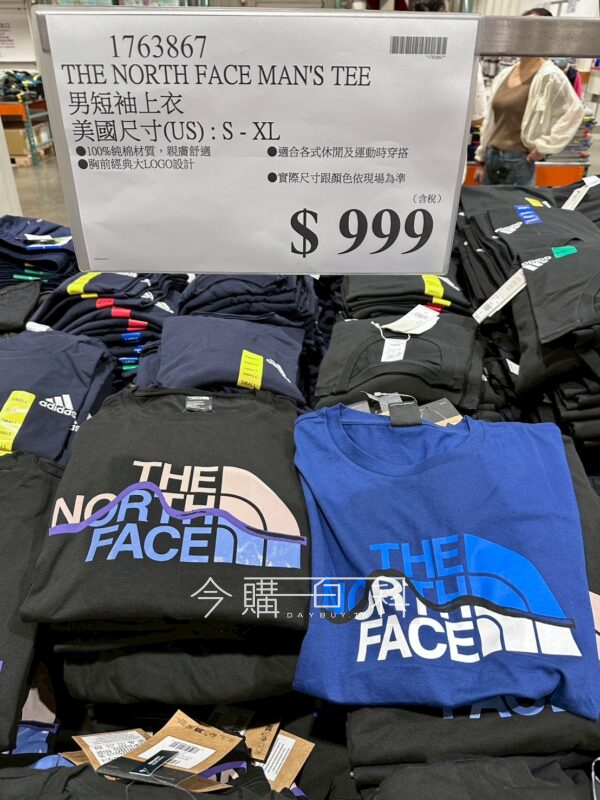 1763867
*1763867*
THE NORTH FACE MAN'S TEE
男短袖上衣
美國尺寸(US) : S - XL
●100%純棉材質，親膚舒適
●適合各式休閒及運動時穿搭
●胸前經典大LOGO設計
●實際尺寸跟顏色依現場為準
(含稅)
$ 999
adidas
SMALL
THE
NORTH
FACE
THE
NORTH
FACE
今購百科
DAYBUY